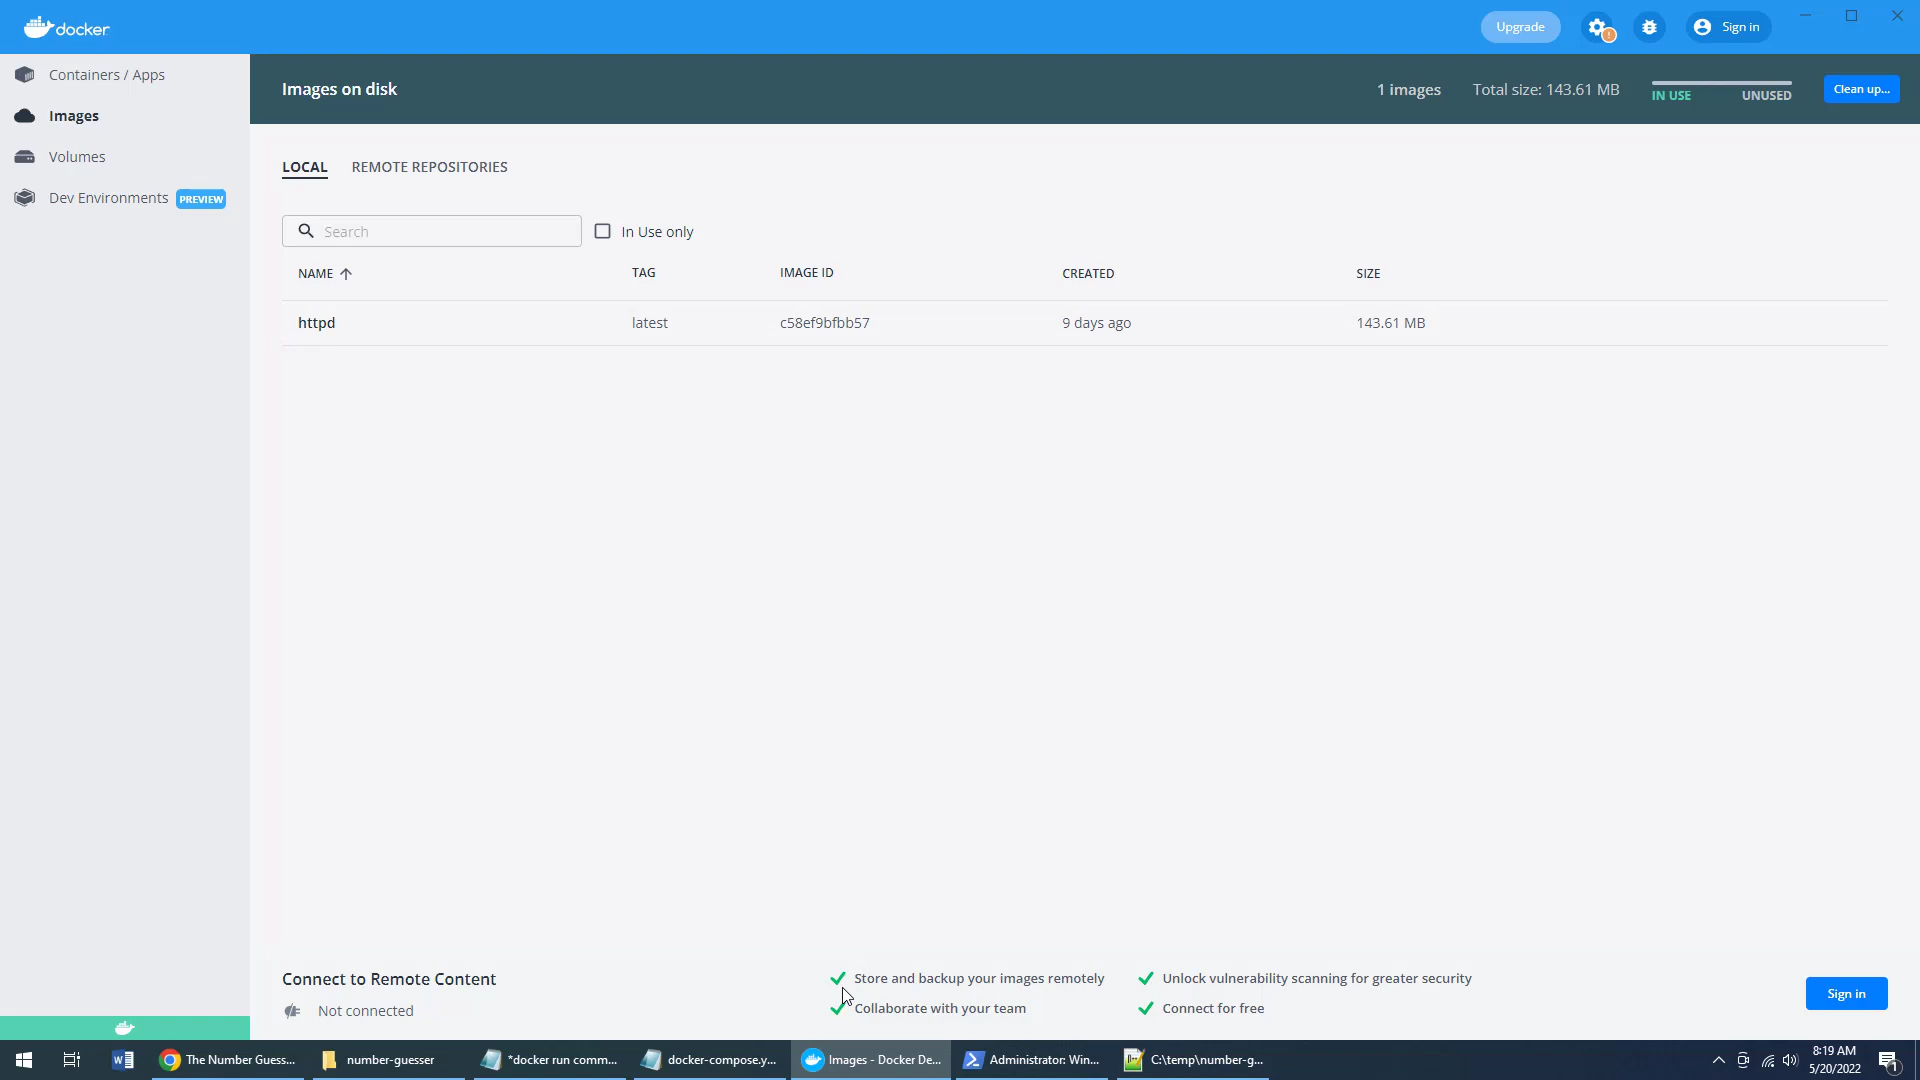 docker
Upgrade
Sign in
Containers / Apps
Images
Volumes
Dev Environments PREVIEW
Images on disk
1 images
Total size: 143.61 MB
IN USE UNUSED
Clean up...
LOCAL REMOTE REPOSITORIES
Search
In Use only
NAME TAG IMAGE ID CREATED SIZE
httpd latest c58ef9bfbb57 9 days ago 143.61 MB
Connect to Remote Content
Not connected
Store and backup your images remotely
Collaborate with your team
Unlock vulnerability scanning for greater security
Connect for free
Sign in
The Number Guess...
number-guesser
*docker run comm...
docker-compose.y...
Images - Docker De...
Administrator: Win...
C:\temp\number-g...
8:19 AM
5/20/2022
1